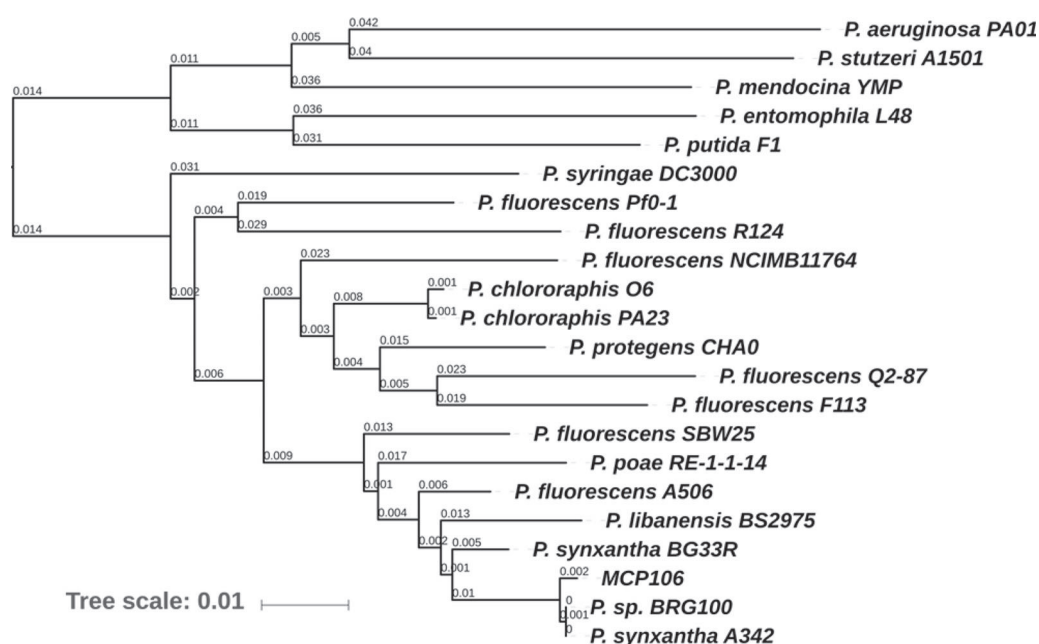 0.042
P. aeruginosa PA01
0.005
0.04
P. stutzeri A1501
0.011
0.036
P. mendocina YMP
0.014
0.036
P. entomophila L48
0.011
0.031
P. putida F1
0.031
P. syringae DC3000
0.019
P. fluorescens Pf0-1
0.004
0.029
P. fluorescens R124
0.014
0.023
P. fluorescens NCIMB11764
0.001
P. chlororaphis O6
0.002
0.003
0.008
0.001
P. chlororaphis PA23
0.003
0.015
P. protegens CHA0
0.004
0.023
P. fluorescens Q2-87
0.006
0.005
0.019
P. fluorescens F113
0.013
P. fluorescens SBW25
0.009
0.017
P. poae RE-1-1-14
0.001
0.006
P. fluorescens A506
0.004
0.013
P. libanensis BS2975
0.002
0.005
P. synxantha BG33R
0.001
0.002
MCP106
0.01
0
P. sp. BRG100
0.001
0
P. synxantha A342
Tree scale: 0.01